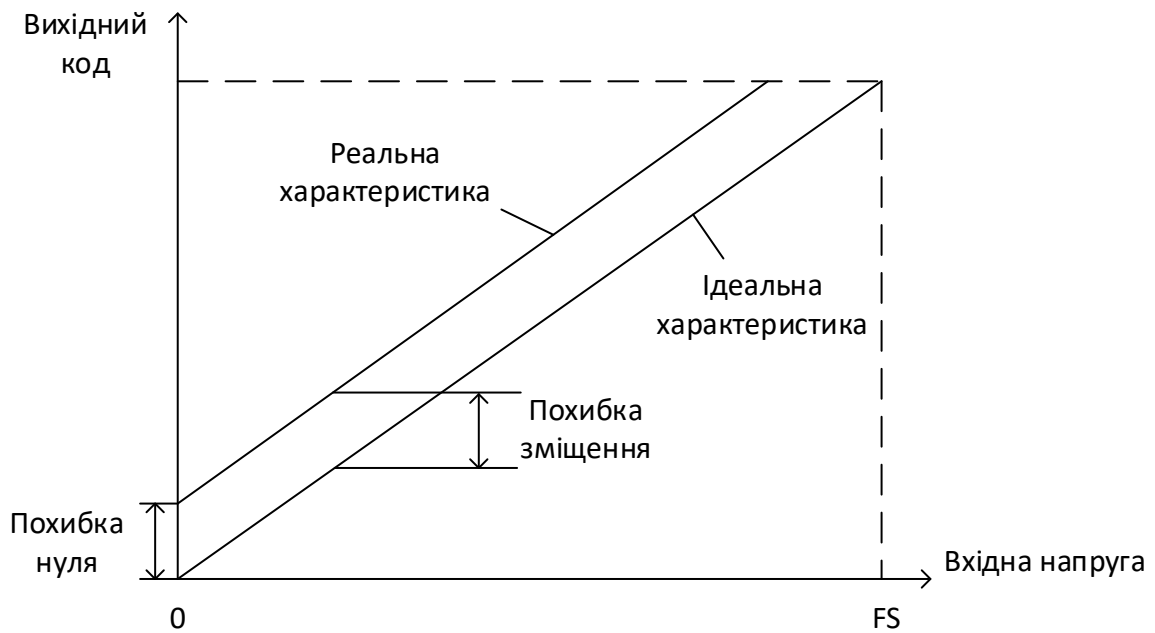 Вихідний
код
Реальна
характеристика
Ідеальна
характеристика
Похибка
зміщення
Похибка
нуля
Вхідна напруга
0
FS